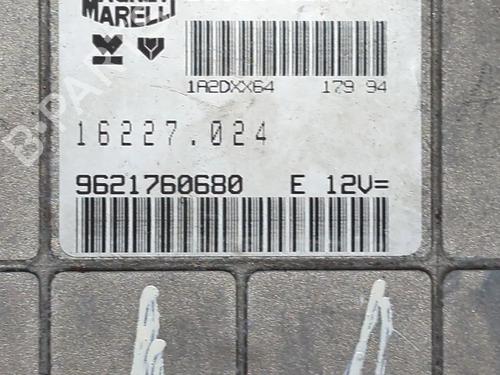 MARELLI
1A2DXX64 179 94
16227.024
9621760680 E 12V=